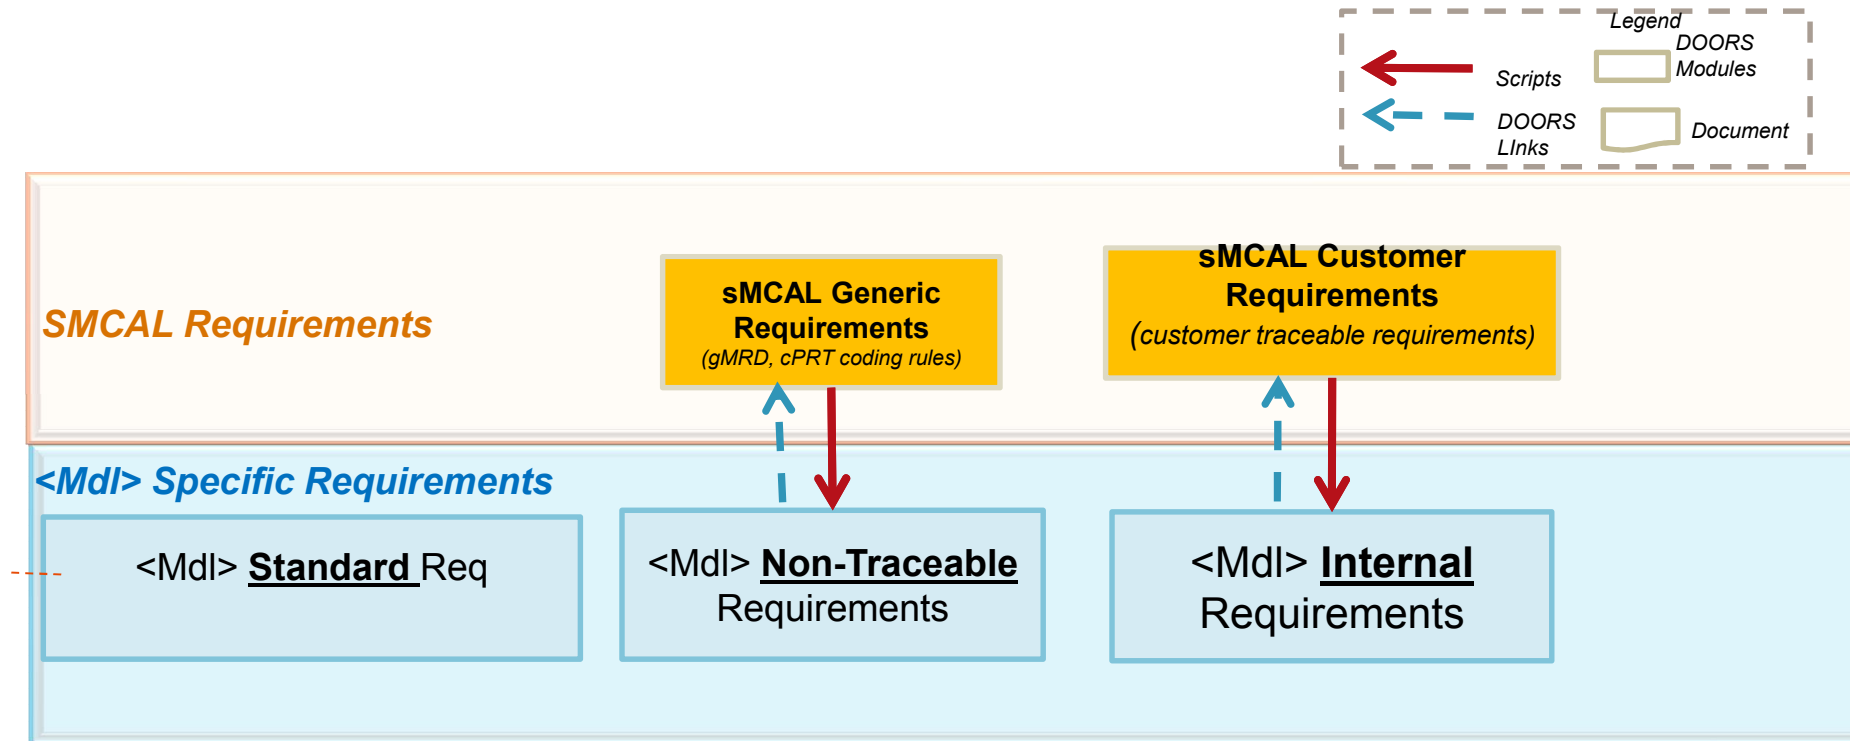 Legend
Scripts
DOORS
Modules
DOORS
LInks
Document
SMCAL Requirements
sMCAL Generic
Requirements
(gMRD, cPRT coding rules)
sMCAL Customer
Requirements
(customer traceable requirements)
<Mdl> Specific Requirements
<Mdl> Standard Req
<Mdl> Non-Traceable
Requirements
<Mdl> Internal
Requirements